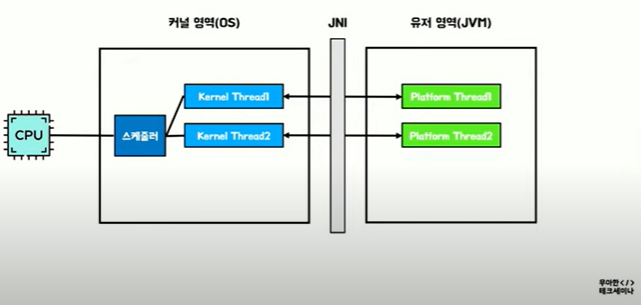 커널 영역(OS)
JNI
유저 영역(JVM)
Kernel Thread1
Platform Thread1
CPU
스케줄러
Kernel Thread2
Platform Thread2
우아한</>
테크세미나